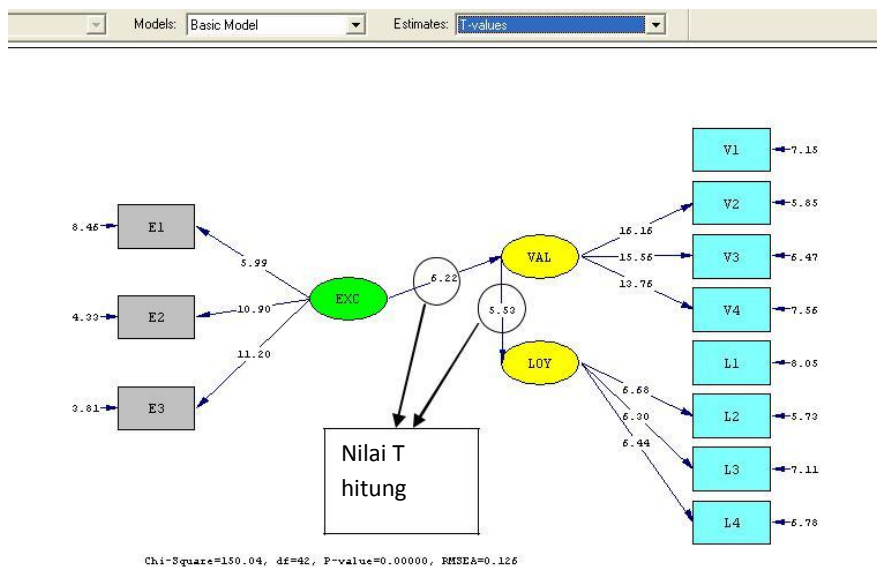 Models: Basic Model Estimates: T-values
V1 7.15
V2 5.85
V3 6.47
V4 7.56
L1 8.05
L2 5.73
L3 7.11
L4 6.78
8.46 E1
4.33 E2
3.81 E3
5.99
10.90
11.20
EXC
6.22
VAL
5.53
LOY
16.16
15.56
13.76
6.68
6.30
6.44
Nilai T
hitung
Chi-Square=150.04, df=42, P-value=0.00000, RMSEA=0.126